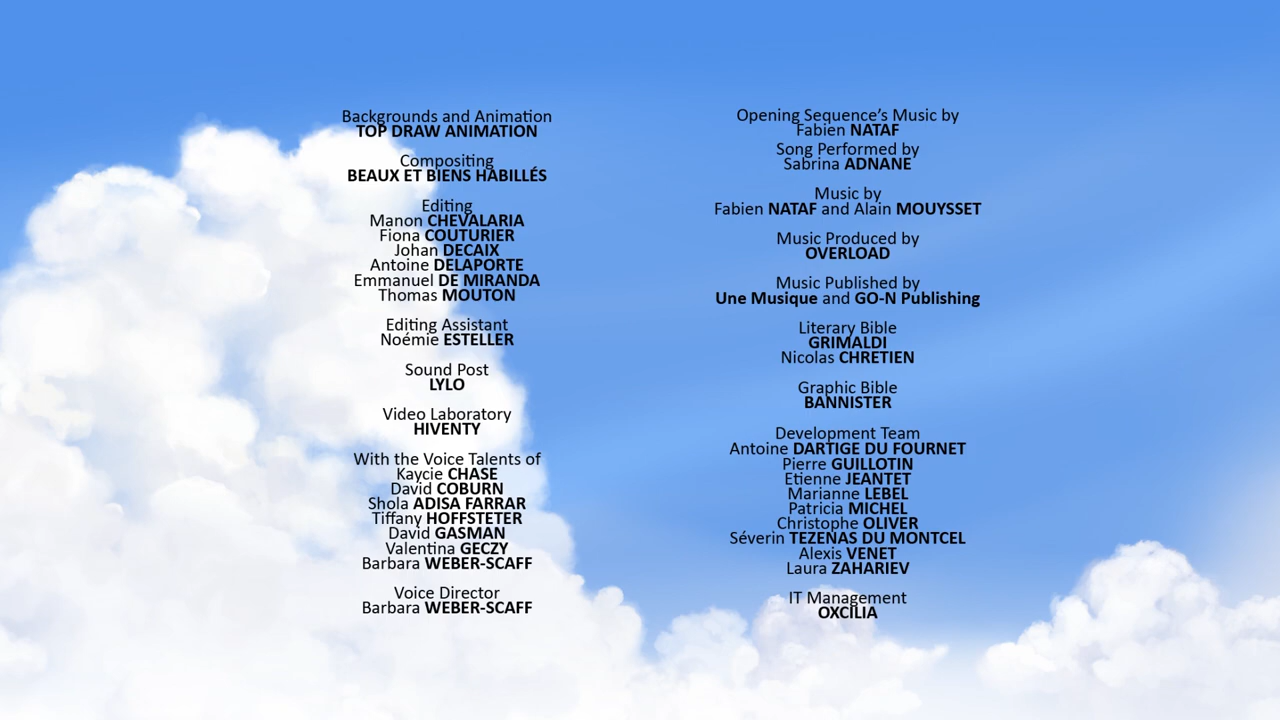 Backgrounds and Animation
TOP DRAW ANIMATION
Compositing
BEAUX ET BIENS HABILLÉS
Editing
Manon CHEVALARIA
Fiona COUTURIER
Johan DECAIX
Antoine DELAPORTE
Emmanuel DE MIRANDA
Thomas MOUTON
Editing Assistant
Noémie ESTELLER
Sound Post
LYLO
Video Laboratory
HIVENTY
With the Voice Talents of
Kaycie CHASE
David COBURN
Shola ADISA FARRAR
Tiffany HOFFSTETER
David GASMAN
Valentina GECZY
Barbara WEBER-SCAFF
Voice Director
Barbara WEBER-SCAFF
Opening Sequence’s Music by
Fabien NATAF
Song Performed by
Sabrina ADNANE
Music by
Fabien NATAF and Alain MOUYSSET
Music Produced by
OVERLOAD
Music Published by
Une Musique and GO-N Publishing
Literary Bible
GRIMALDI
Nicolas CHRETIEN
Graphic Bible
BANNISTER
Development Team
Antoine DARTIGE DU FOURNET
Pierre GUILLOTIN
Etienne JEANTET
Marianne LEBEL
Patricia MICHEL
Christophe OLIVER
Séverin TEZENAS DU MONTCEL
Alexis VENET
Laura ZAHARIEV
IT Management
OXCILIA